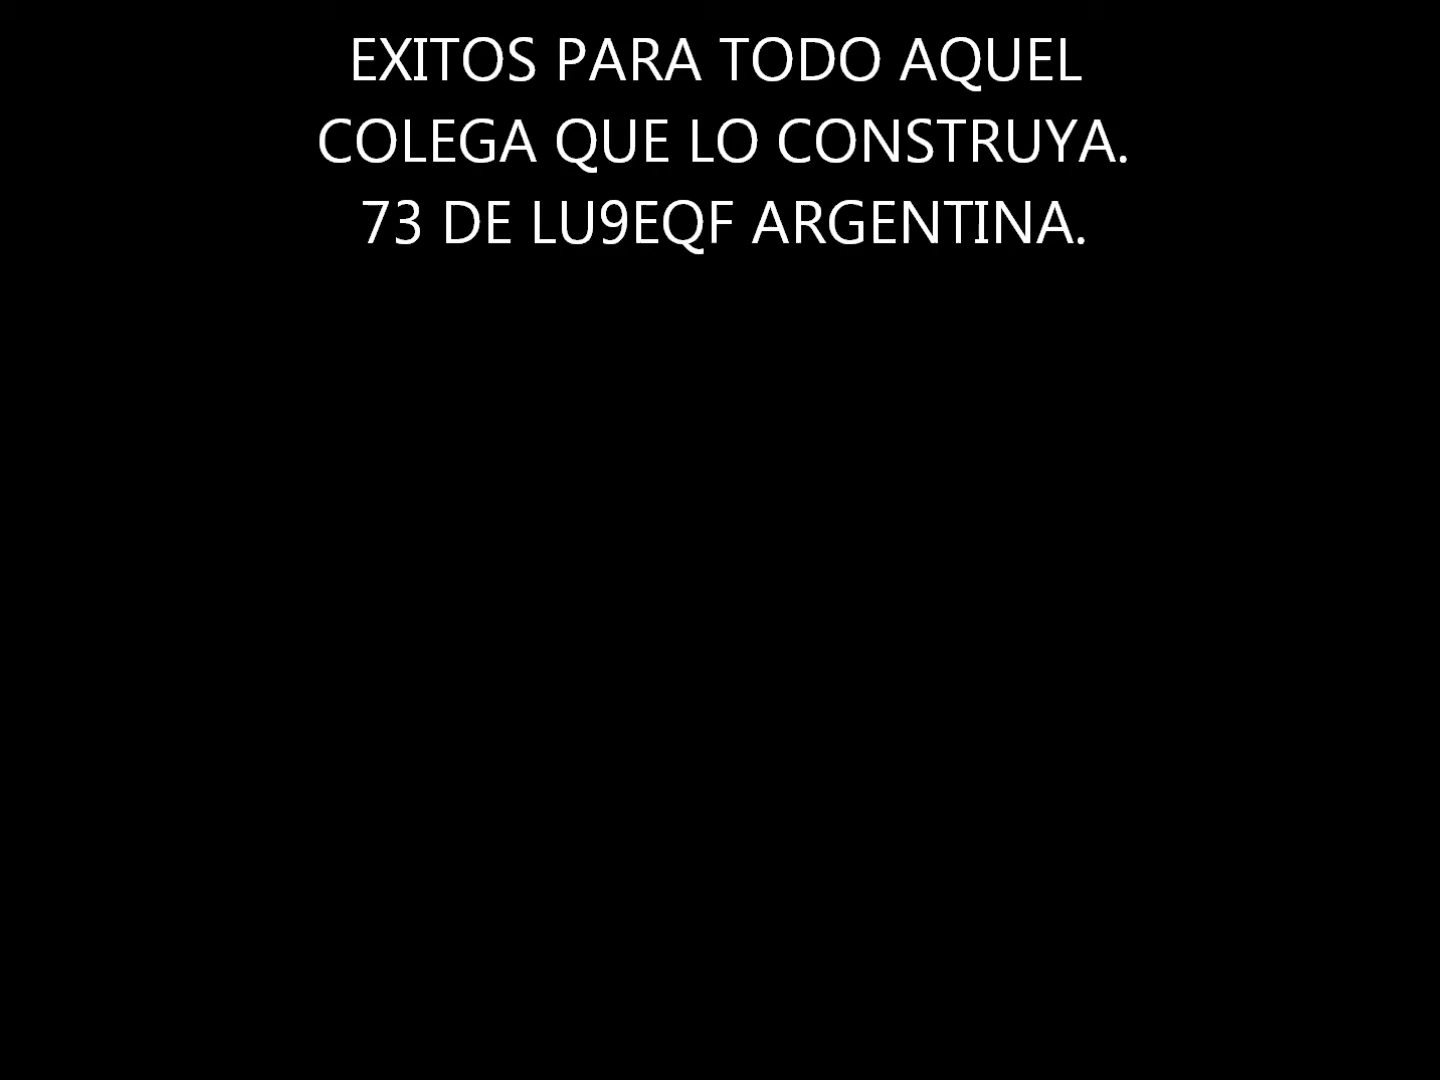 EXITOS PARA TODO AQUEL
COLEGA QUE LO CONSTRUYA.
73 DE LU9EQF ARGENTINA.